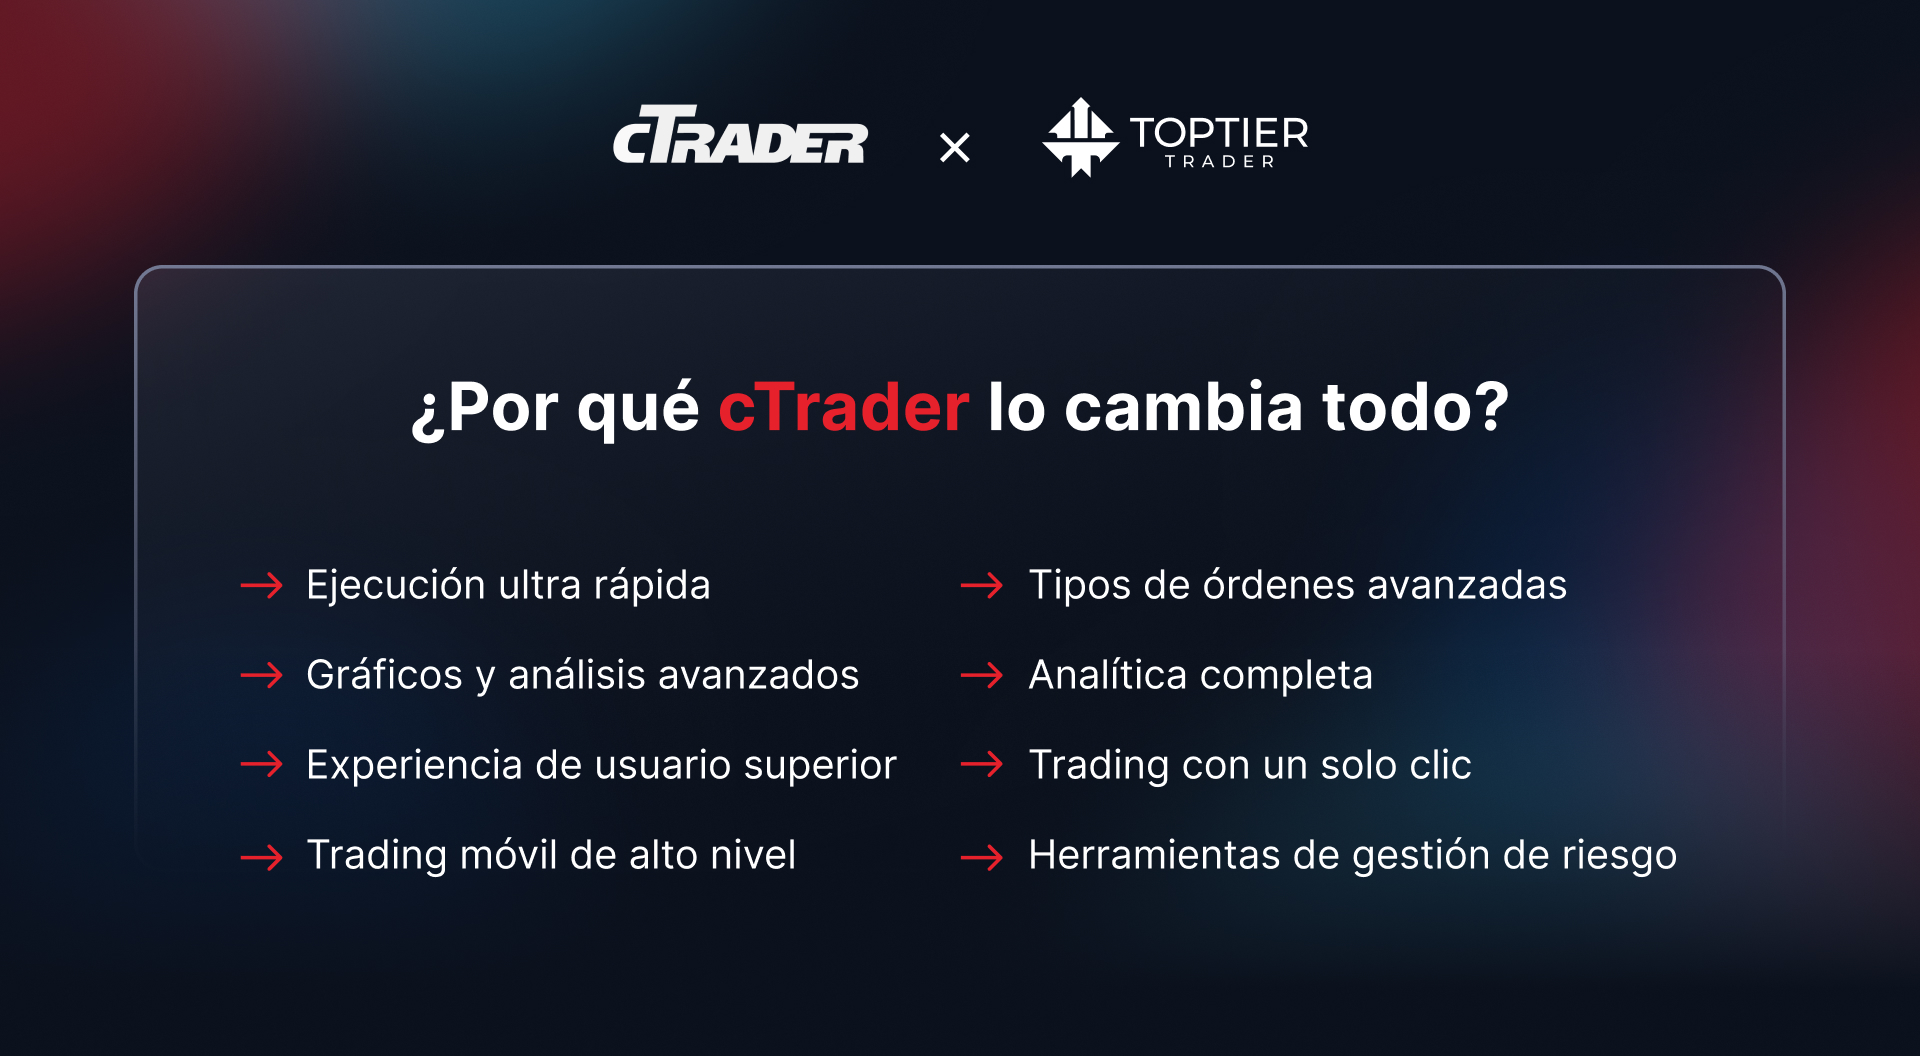 cTRADER × TOPTIER
TRADER
¿Por qué cTrader lo cambia todo?
→ Ejecución ultra rápida
→ Gráficos y análisis avanzados
→ Experiencia de usuario superior
→ Trading móvil de alto nivel
→ Tipos de órdenes avanzadas
→ Analítica completa
→ Trading con un solo clic
→ Herramientas de gestión de riesgo